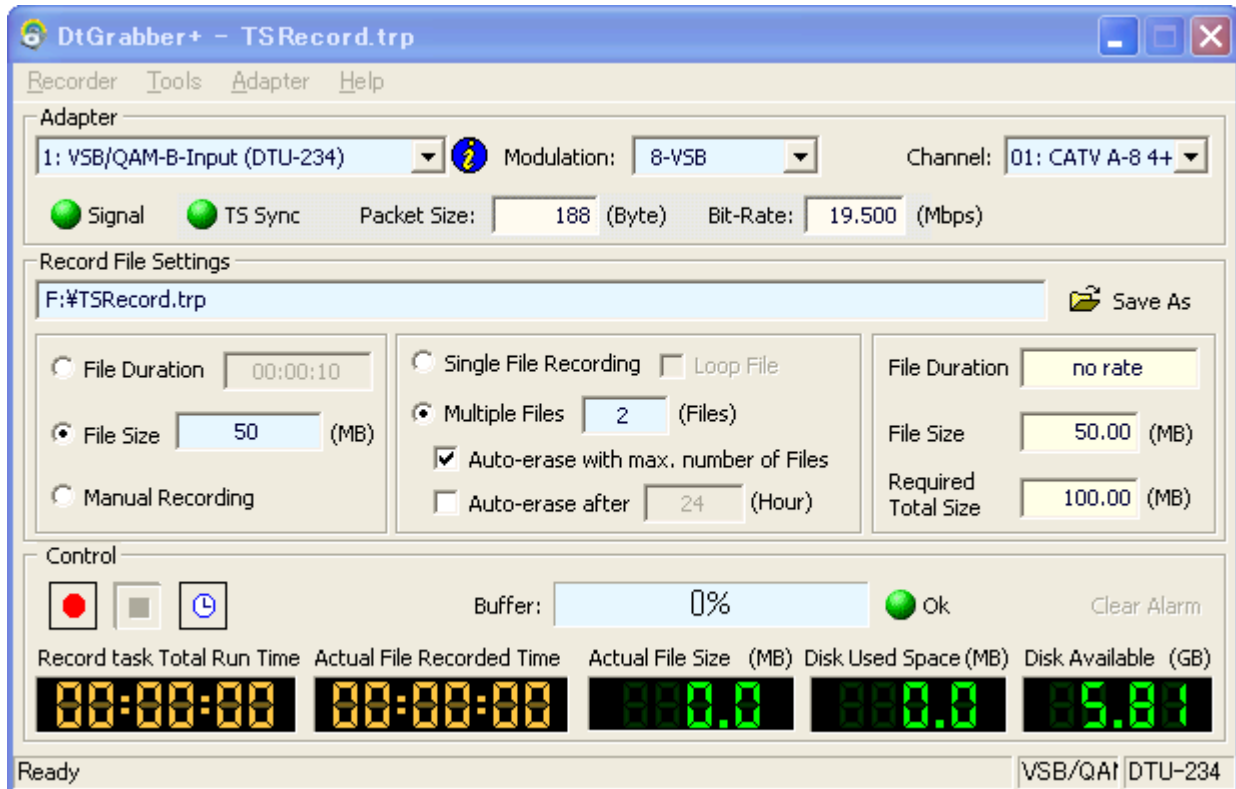 DtGrabber+ - TSRecord.trp
Recorder Tools Adapter Help
Adapter
1: VSB/QAM-B-Input (DTU-234) Modulation: 8-VSB Channel: 01: CATV A-8 4+
Signal TS Sync Packet Size: 188 (Byte) Bit-Rate: 19.500 (Mbps)
Record File Settings
F:¥TSRecord.trp Save As
File Duration 00:00:10 Single File Recording Loop File File Duration no rate
File Size 50 (MB) Multiple Files 2 (Files) File Size 50.00 (MB)
Auto-erase with max. number of Files
Manual Recording Auto-erase after 24 (Hour) Required Total Size 100.00 (MB)
Control
Buffer: 0% Ok Clear Alarm
Record task Total Run Time Actual File Recorded Time Actual File Size (MB) Disk Used Space (MB) Disk Available (GB)
00:00:00 00:00:00 0.0 0.0 5.81
Ready VSB/QAM DTU-234